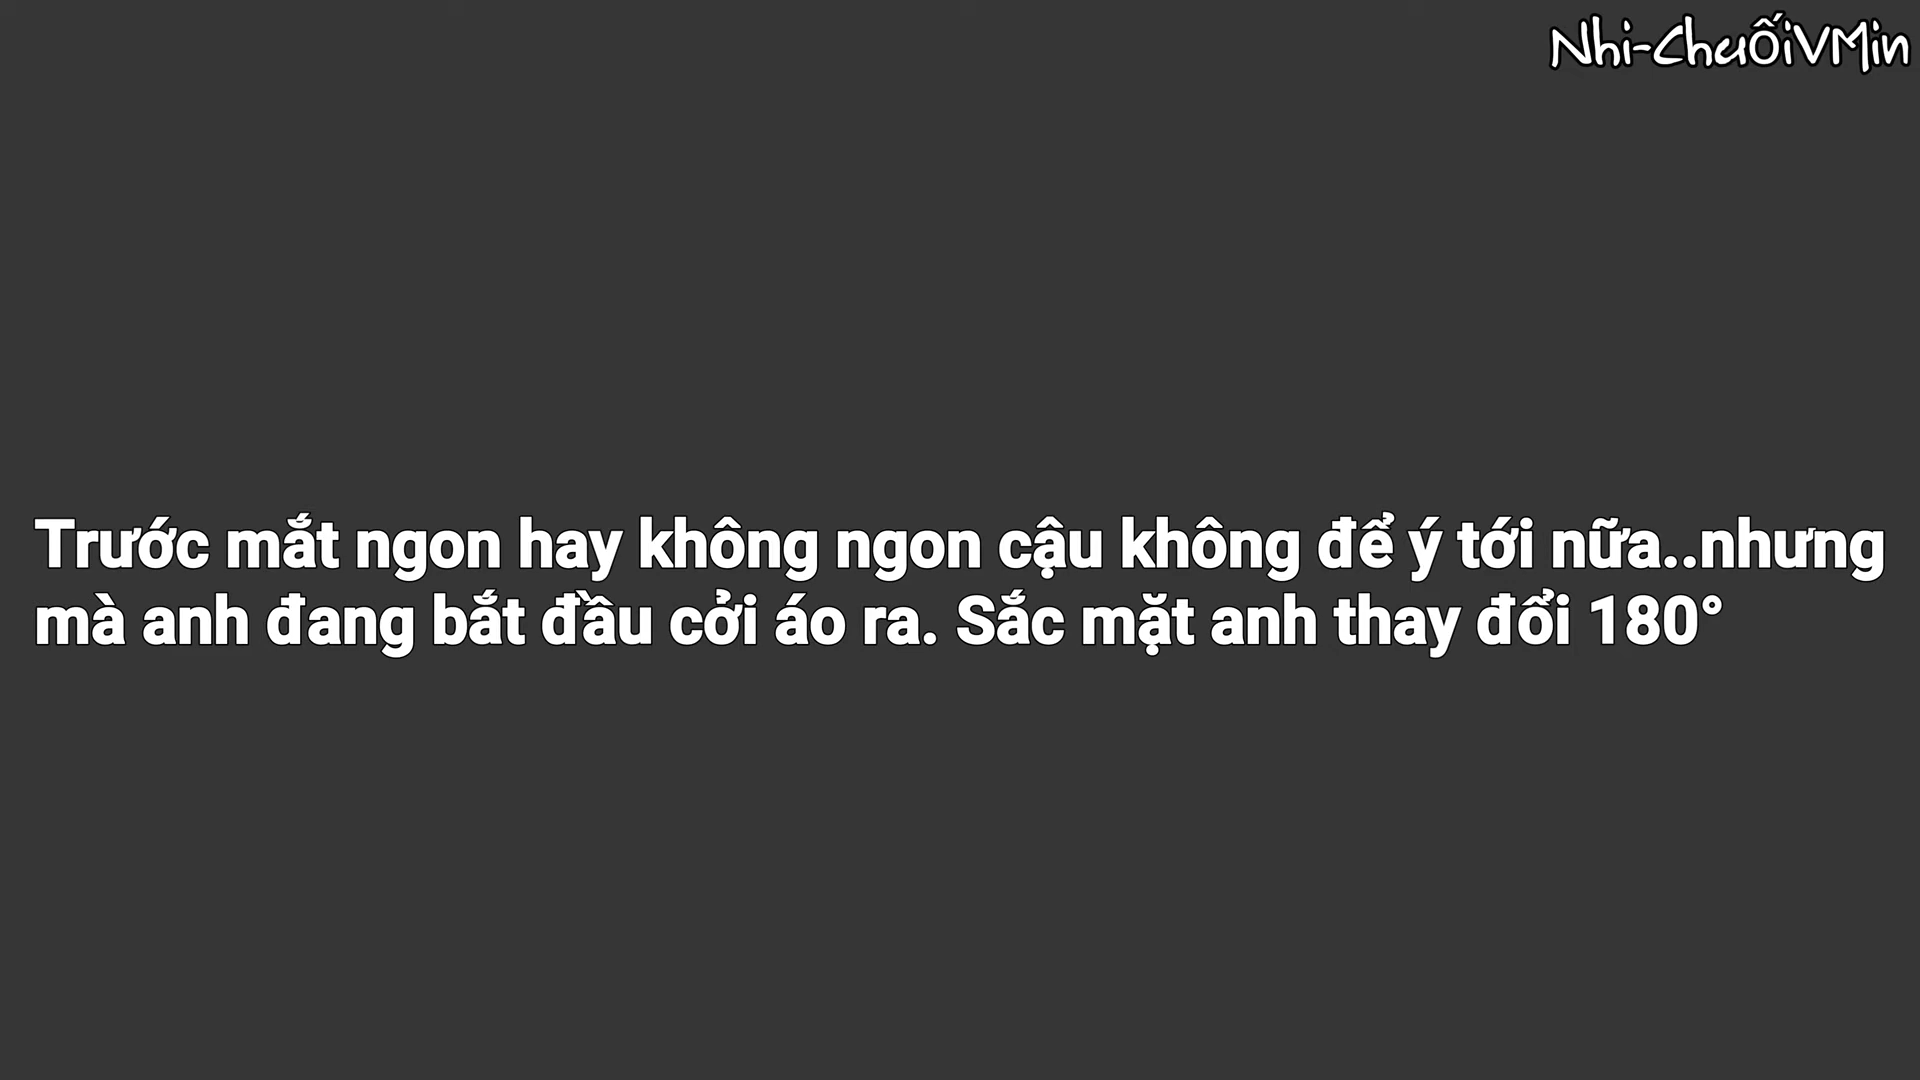 Nhi-ChuỐiVMin
Trước mắt ngon hay không ngon cậu không để ý tới nữa..nhưng
mà anh đang bắt đầu cởi áo ra. Sắc mặt anh thay đổi 180°